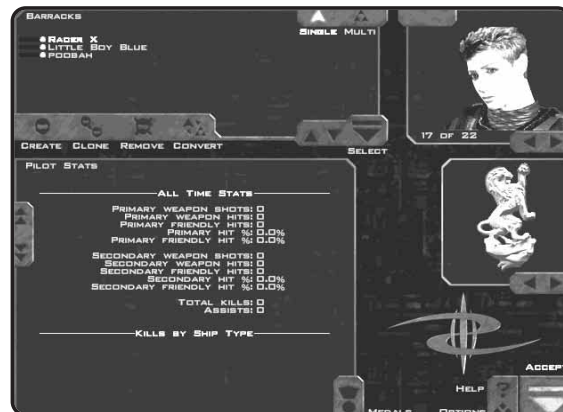 BARRACKS
RACER X
LITTLE BOY BLUE
POOBAH
SINGLE MULTI
17 OF 22
CREATE CLONE REMOVE CONVERT
SELECT
PILOT STATS
ALL TIME STATS
PRIMARY WEAPON SHOTS: 0
PRIMARY WEAPON HITS: 0
PRIMARY FRIENDLY HITS: 0
PRIMARY HIT %: 0.0%
PRIMARY FRIENDLY HIT %: 0.0%
SECONDARY WEAPON SHOTS: 0
SECONDARY WEAPON HITS: 0
SECONDARY FRIENDLY HITS: 0
SECONDARY HIT %: 0.0%
SECONDARY FRIENDLY HIT %: 0.0%
TOTAL KILLS: 0
ASSISTS: 0
KILLS BY SHIP TYPE
ACCEPT
HELP
?
MEDALS OPTIONS